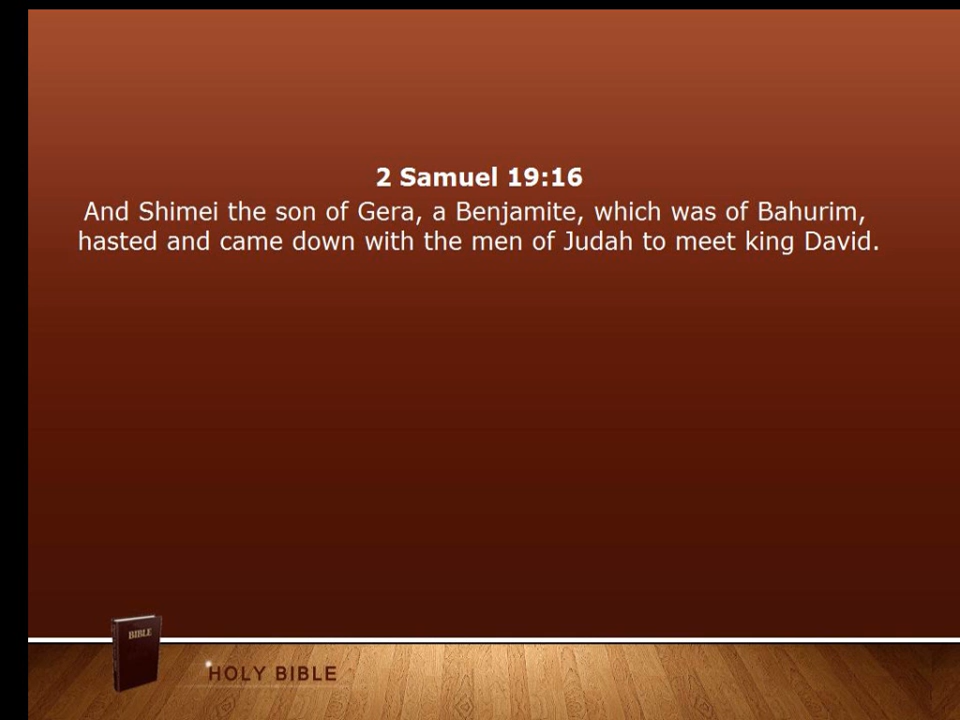 2 Samuel 19:16
And Shimei the son of Gera, a Benjamite, which was of Bahurim,
hasted and came down with the men of Judah to meet king David.
BIBLE
HOLY BIBLE